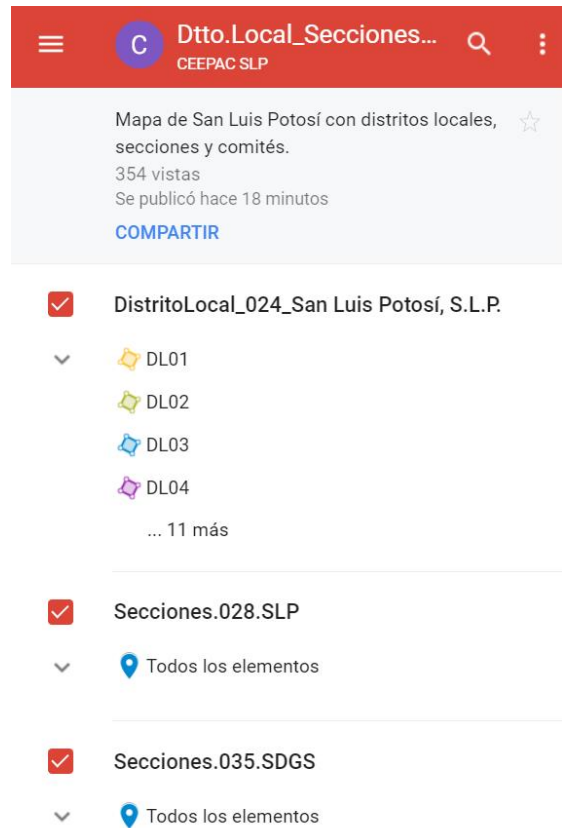 C
Dtto.Local_Secciones...
CEEPAC SLP
Mapa de San Luis Potosí con distritos locales,
secciones y comités.
354 vistas
Se publicó hace 18 minutos
COMPARTIR
DistritoLocal_024_San Luis Potosí, S.L.P.
DL01
DL02
DL03
DL04
... 11 más
Secciones.028.SLP
Todos los elementos
Secciones.035.SDGS
Todos los elementos